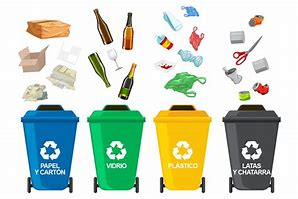 PAPEL
Y CARTÓN
VIDRIO
PLÁSTICO
LATAS
Y CHATARRA